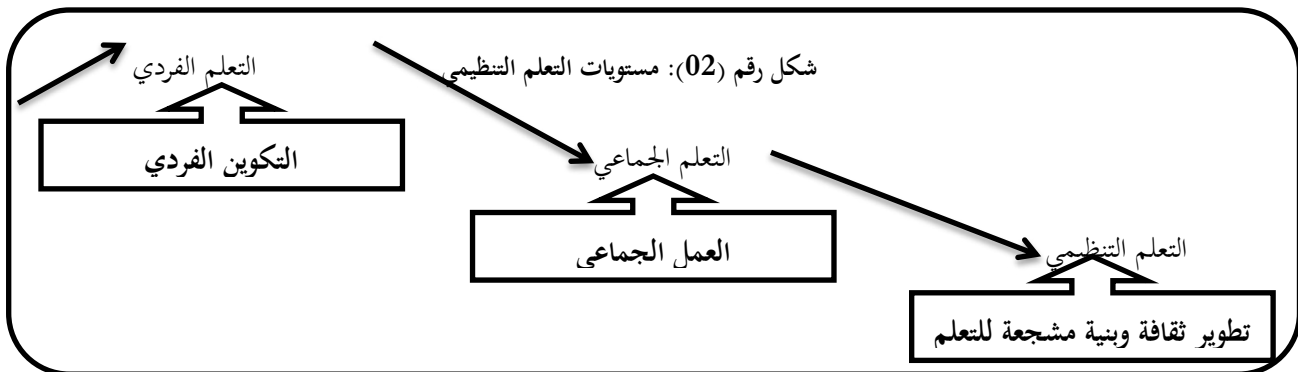 شكل رقم (02): مستويات التعلم التنظيمي
التعلم الفردي
التكوين الفردي
التعلم الجماعي
العمل الجماعي
التعلم التنظيمي
تطوير ثقافة وبنية مشجعة للتعلم